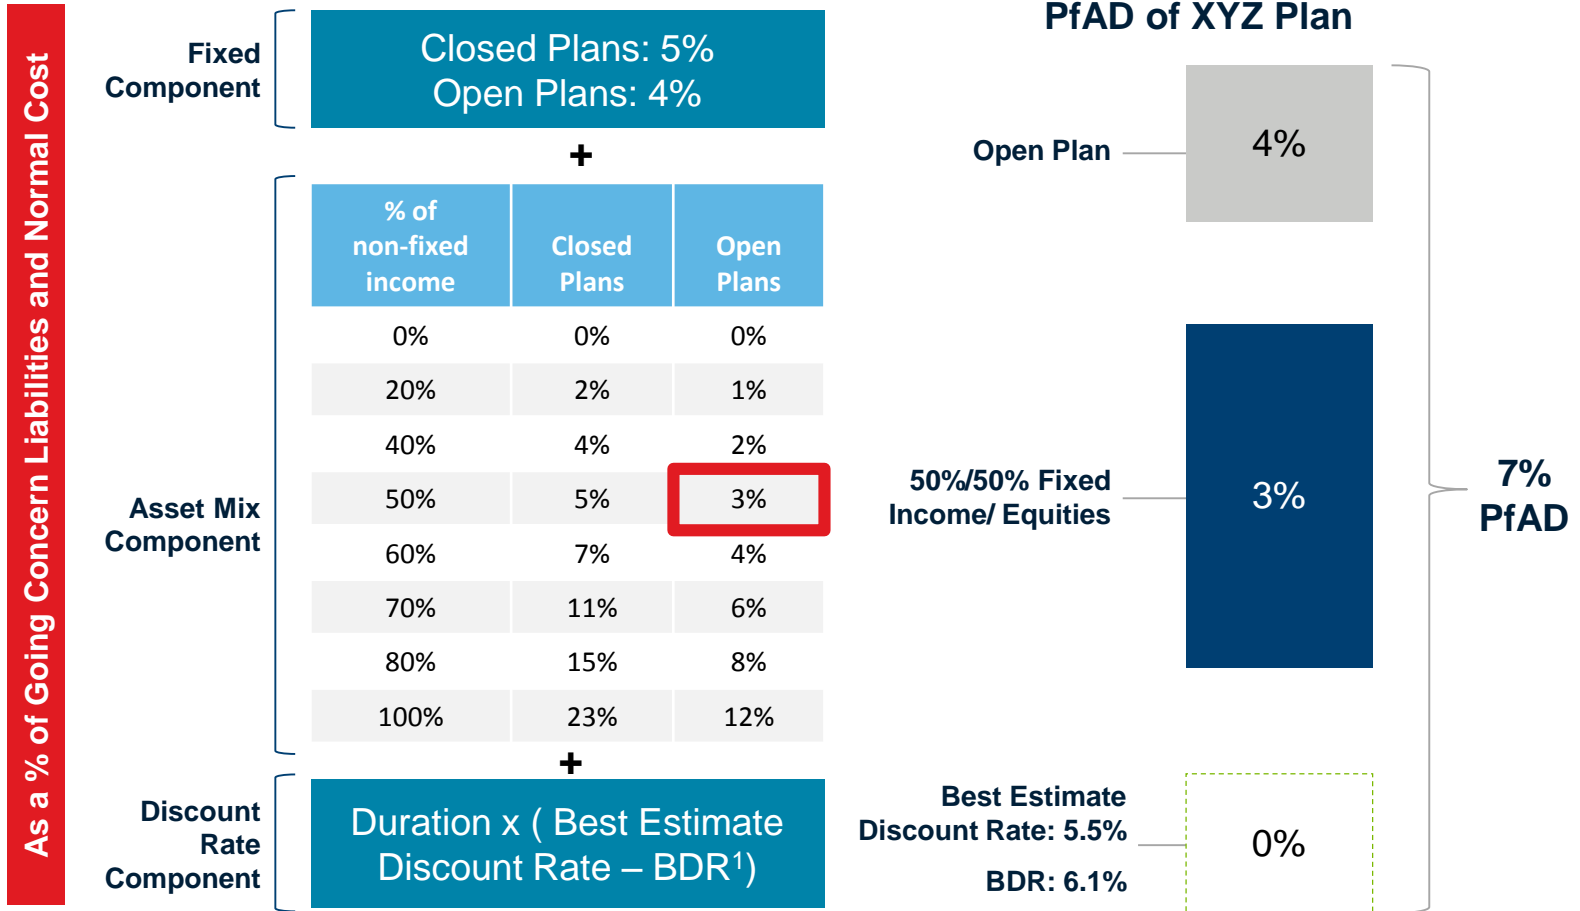 As a % of Going Concern Liabilities and Normal Cost
Fixed
Component
Closed Plans: 5%
Open Plans: 4%
+
% of
non-fixed
income
Closed
Plans
Open
Plans
0% 0% 0%
20% 2% 1%
40% 4% 2%
50% 5% 3%
60% 7% 4%
70% 11% 6%
80% 15% 8%
100% 23% 12%
Asset Mix
Component
+
Discount
Rate
Component
Duration x ( Best Estimate
Discount Rate – BDR¹)
PfAD of XYZ Plan
Open Plan
4%
50%/50% Fixed
Income/ Equities
3%
Best Estimate
Discount Rate: 5.5%
BDR: 6.1%
0%
7%
PfAD